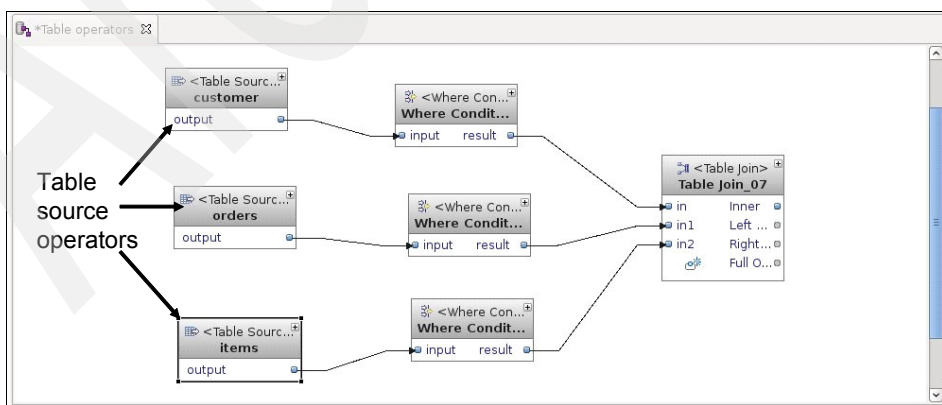 *Table operators
<Table Sourc...
customer
output
<Where Con...
Where Condit...
input result
Table
source
operators
<Table Sourc...
orders
output
<Where Con...
Where Condit...
input result
<Table Join>
Table Join_07
in Inner
in1 Left ...
in2 Right...
Full O...
<Table Sourc...
items
output
<Where Con...
Where Condit...
input result